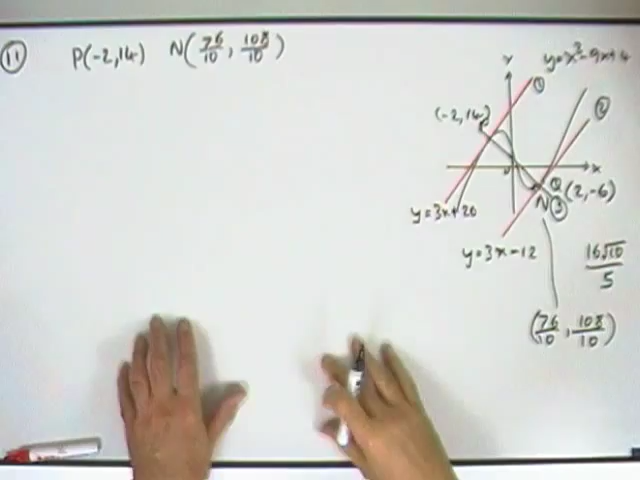 ⑪ P(-2,14) N(76/10, 108/10)
Y y=x³-9x+4
①
(-2,14) ②
x
O
Q(2,-6)
N ③
y=3x+20
y=3x-12
16√10/5
(76/10, 108/10)